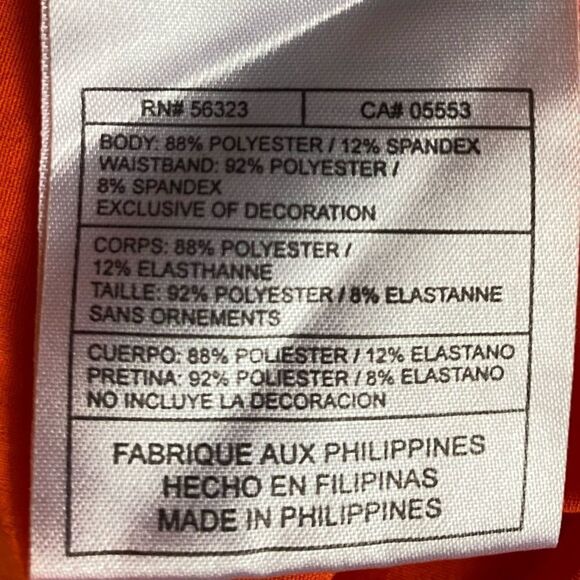 RN# 56323 CA# 05553
BODY: 88% POLYESTER / 12% SPANDEX
WAISTBAND: 92% POLYESTER /
8% SPANDEX
EXCLUSIVE OF DECORATION
CORPS: 88% POLYESTER /
12% ELASTHANNE
TAILLE: 92% POLYESTER / 8% ELASTANNE
SANS ORNEMENTS
CUERPO: 88% POLIESTER / 12% ELASTANO
PRETINA: 92% POLIESTER / 8% ELASTANO
NO INCLUYE LA DECORACION
FABRIQUE AUX PHILIPPINES
HECHO EN FILIPINAS
MADE IN PHILIPPINES